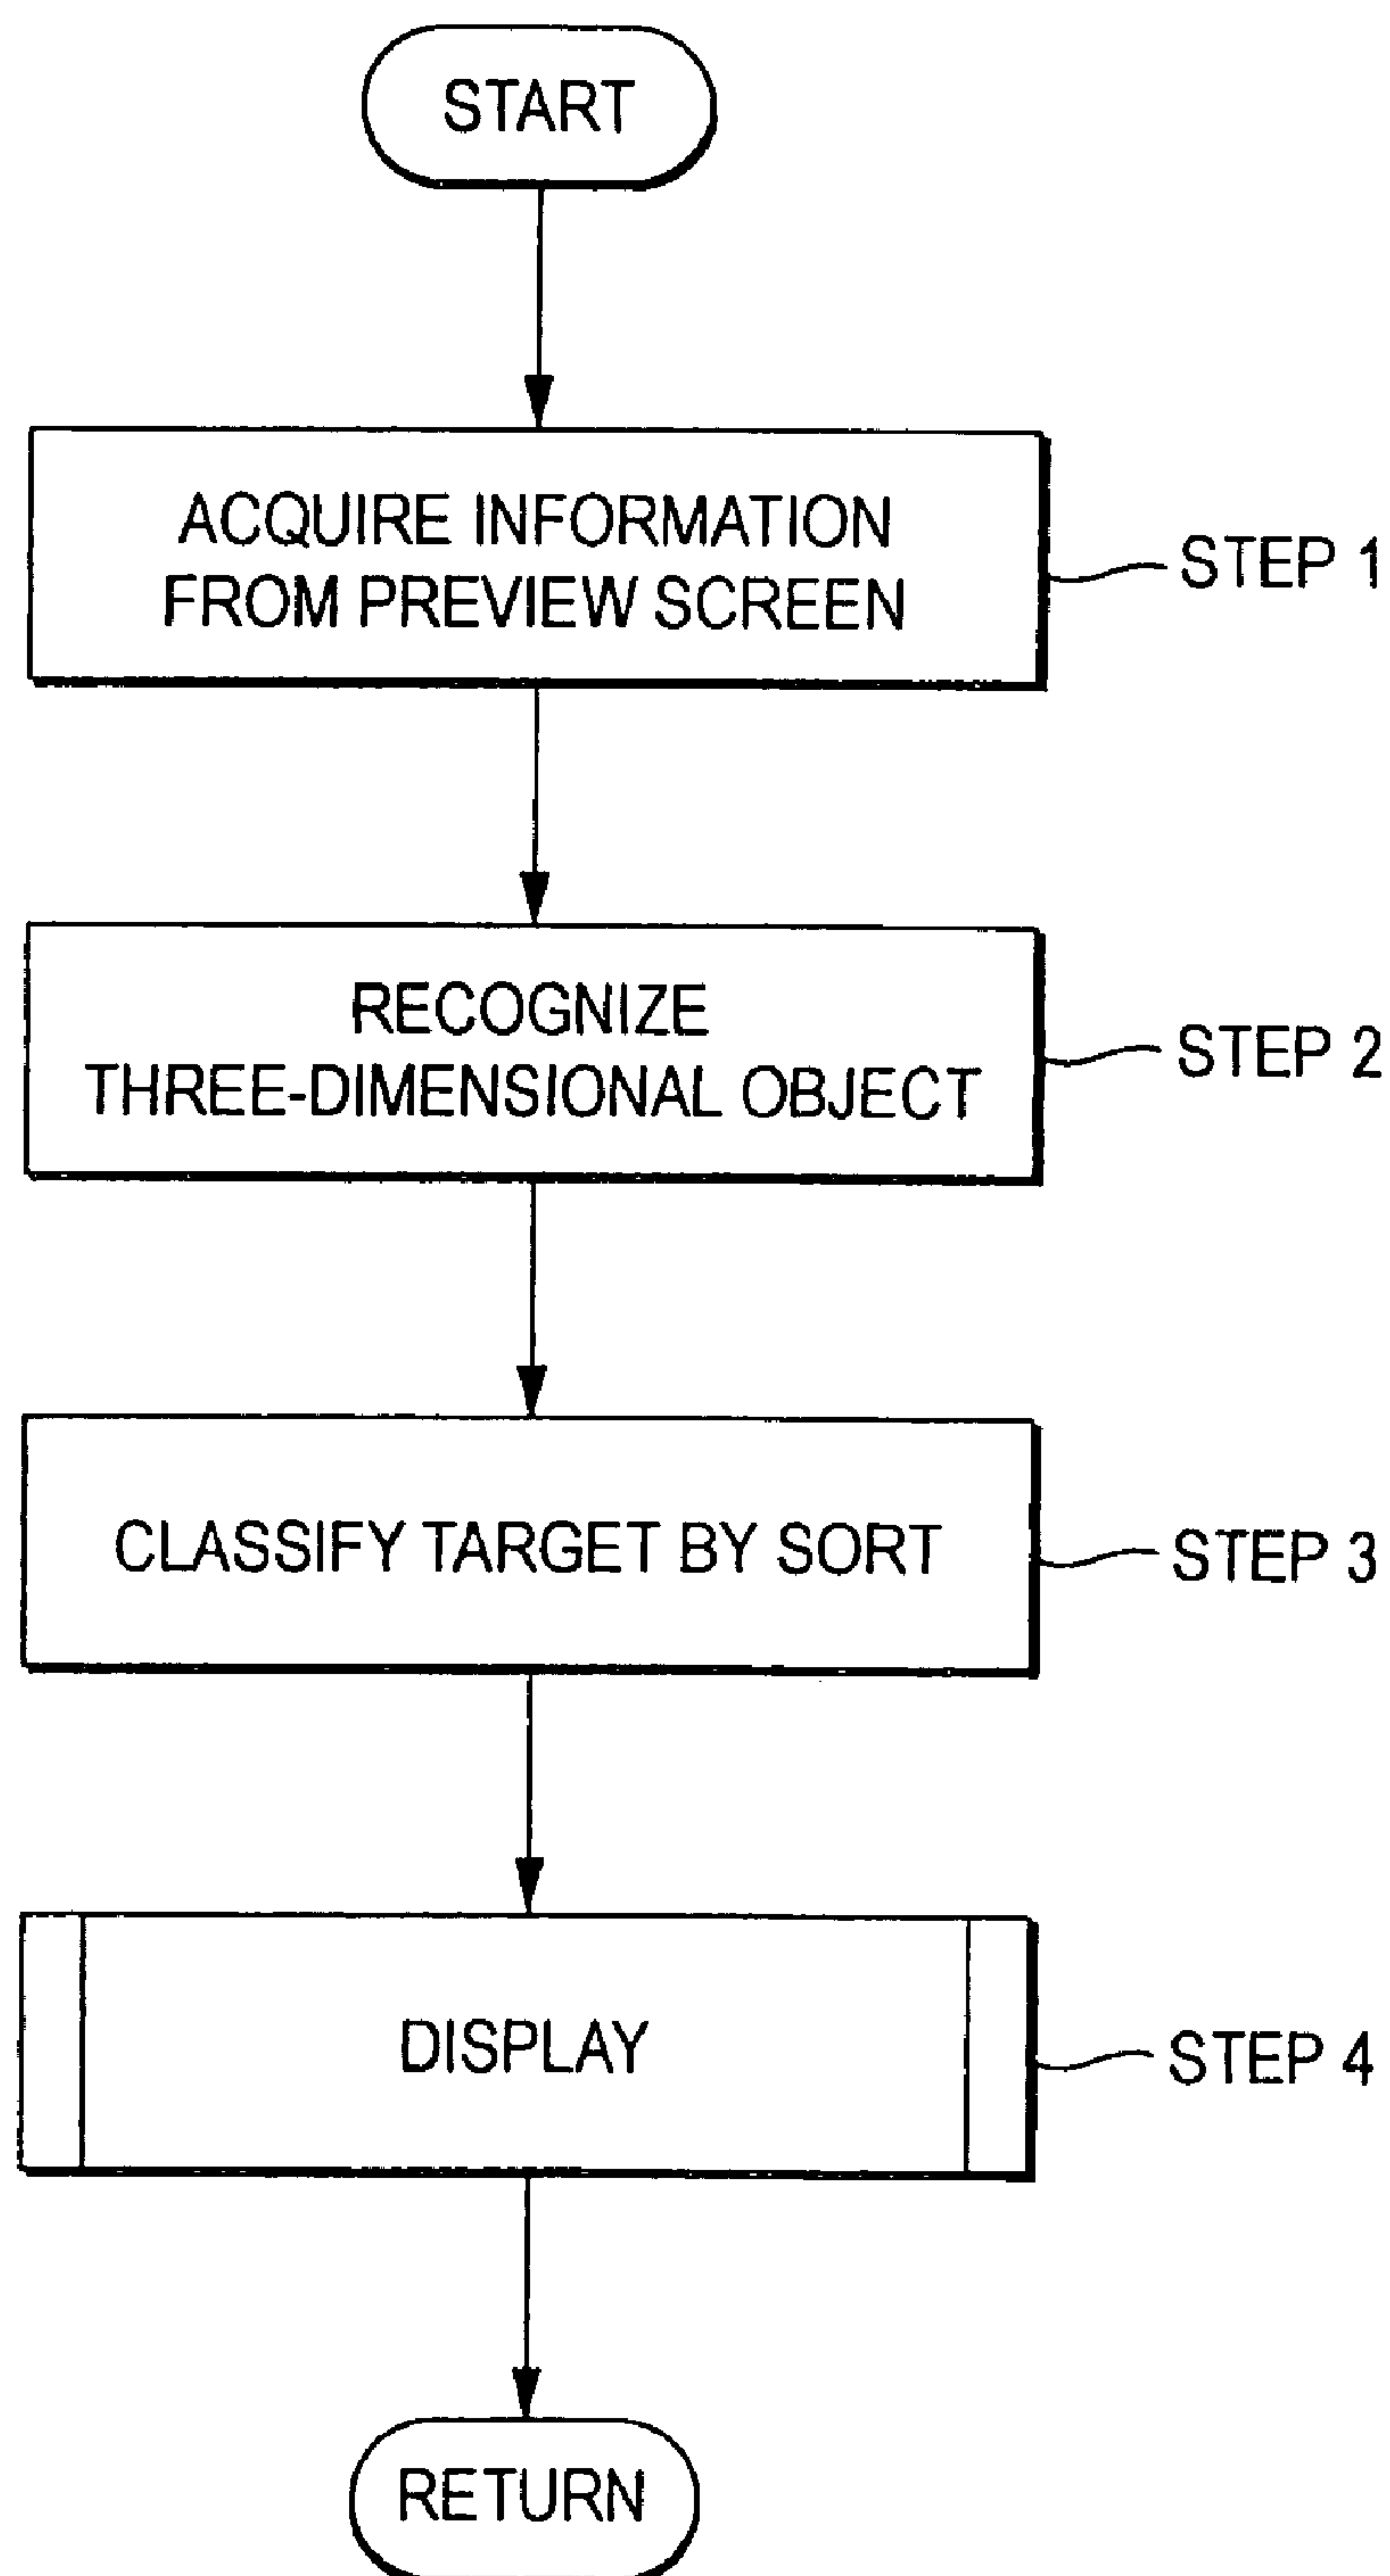 START
ACQUIRE INFORMATION
FROM PREVIEW SCREEN
STEP 1
RECOGNIZE
THREE-DIMENSIONAL OBJECT
STEP 2
CLASSIFY TARGET BY SORT
STEP 3
DISPLAY
STEP 4
RETURN